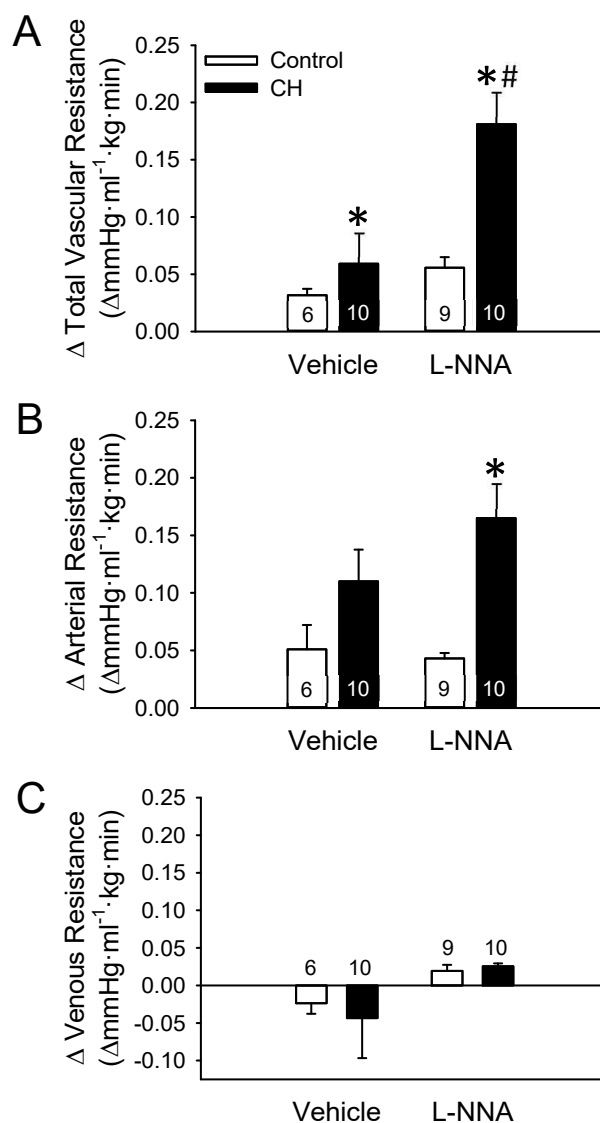 A
Δ Total Vascular Resistance
(ΔmmHg·ml⁻¹·kg·min)
0.25
0.20
0.15
0.10
0.05
0.00
Control
CH
*
*#
6
10
9
10
Vehicle
L-NNA
B
Δ Arterial Resistance
(ΔmmHg·ml⁻¹·kg·min)
0.25
0.20
0.15
0.10
0.05
0.00
*
6
10
9
10
Vehicle
L-NNA
C
Δ Venous Resistance
(ΔmmHg·ml⁻¹·kg·min)
0.25
0.20
0.15
0.10
0.05
0.00
-0.05
-0.10
6
10
9
10
Vehicle
L-NNA